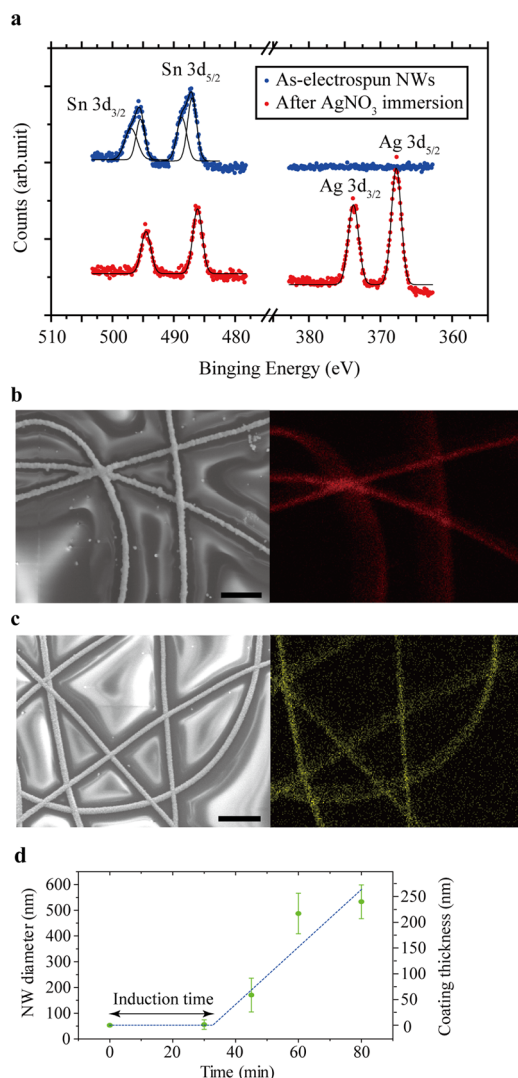 a
Sn 3d5/2
Sn 3d3/2
As-electrospun NWs
After AgNO3 immersion
Ag 3d5/2
Ag 3d3/2
Counts (arb.unit)
510 500 490 480 380 370 360
Binging Energy (eV)
b
c
d
600
500
400
300
200
100
0
NW diameter (nm)
Induction time
250
200
150
100
50
0
Coating thickness (nm)
0 20 40 60 80
Time (min)